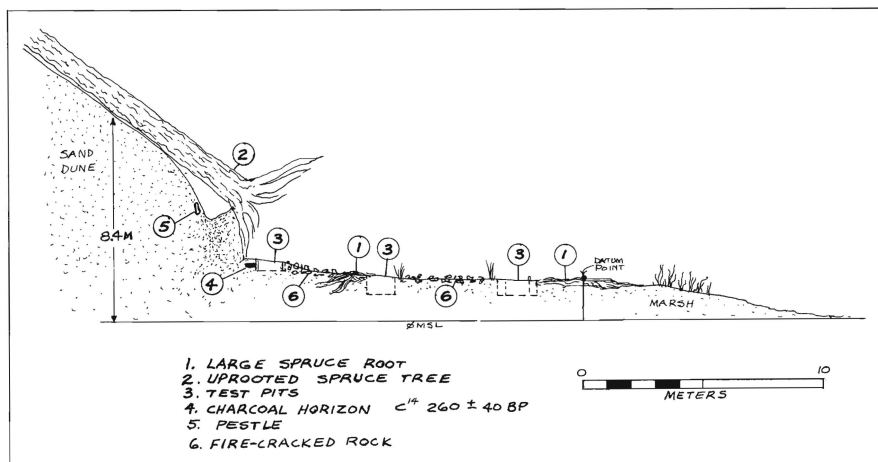 2
SAND
DUNE
5
8.4M
3
1
3
3
1
DATUM
POINT
4
6
6
MARSH
ØMSL
1. LARGE SPRUCE ROOT
2. UPROOTED SPRUCE TREE
3. TEST PITS
4. CHARCOAL HORIZON C14 260 ± 40 BP
5. PESTLE
6. FIRE-CRACKED ROCK
0 10
METERS